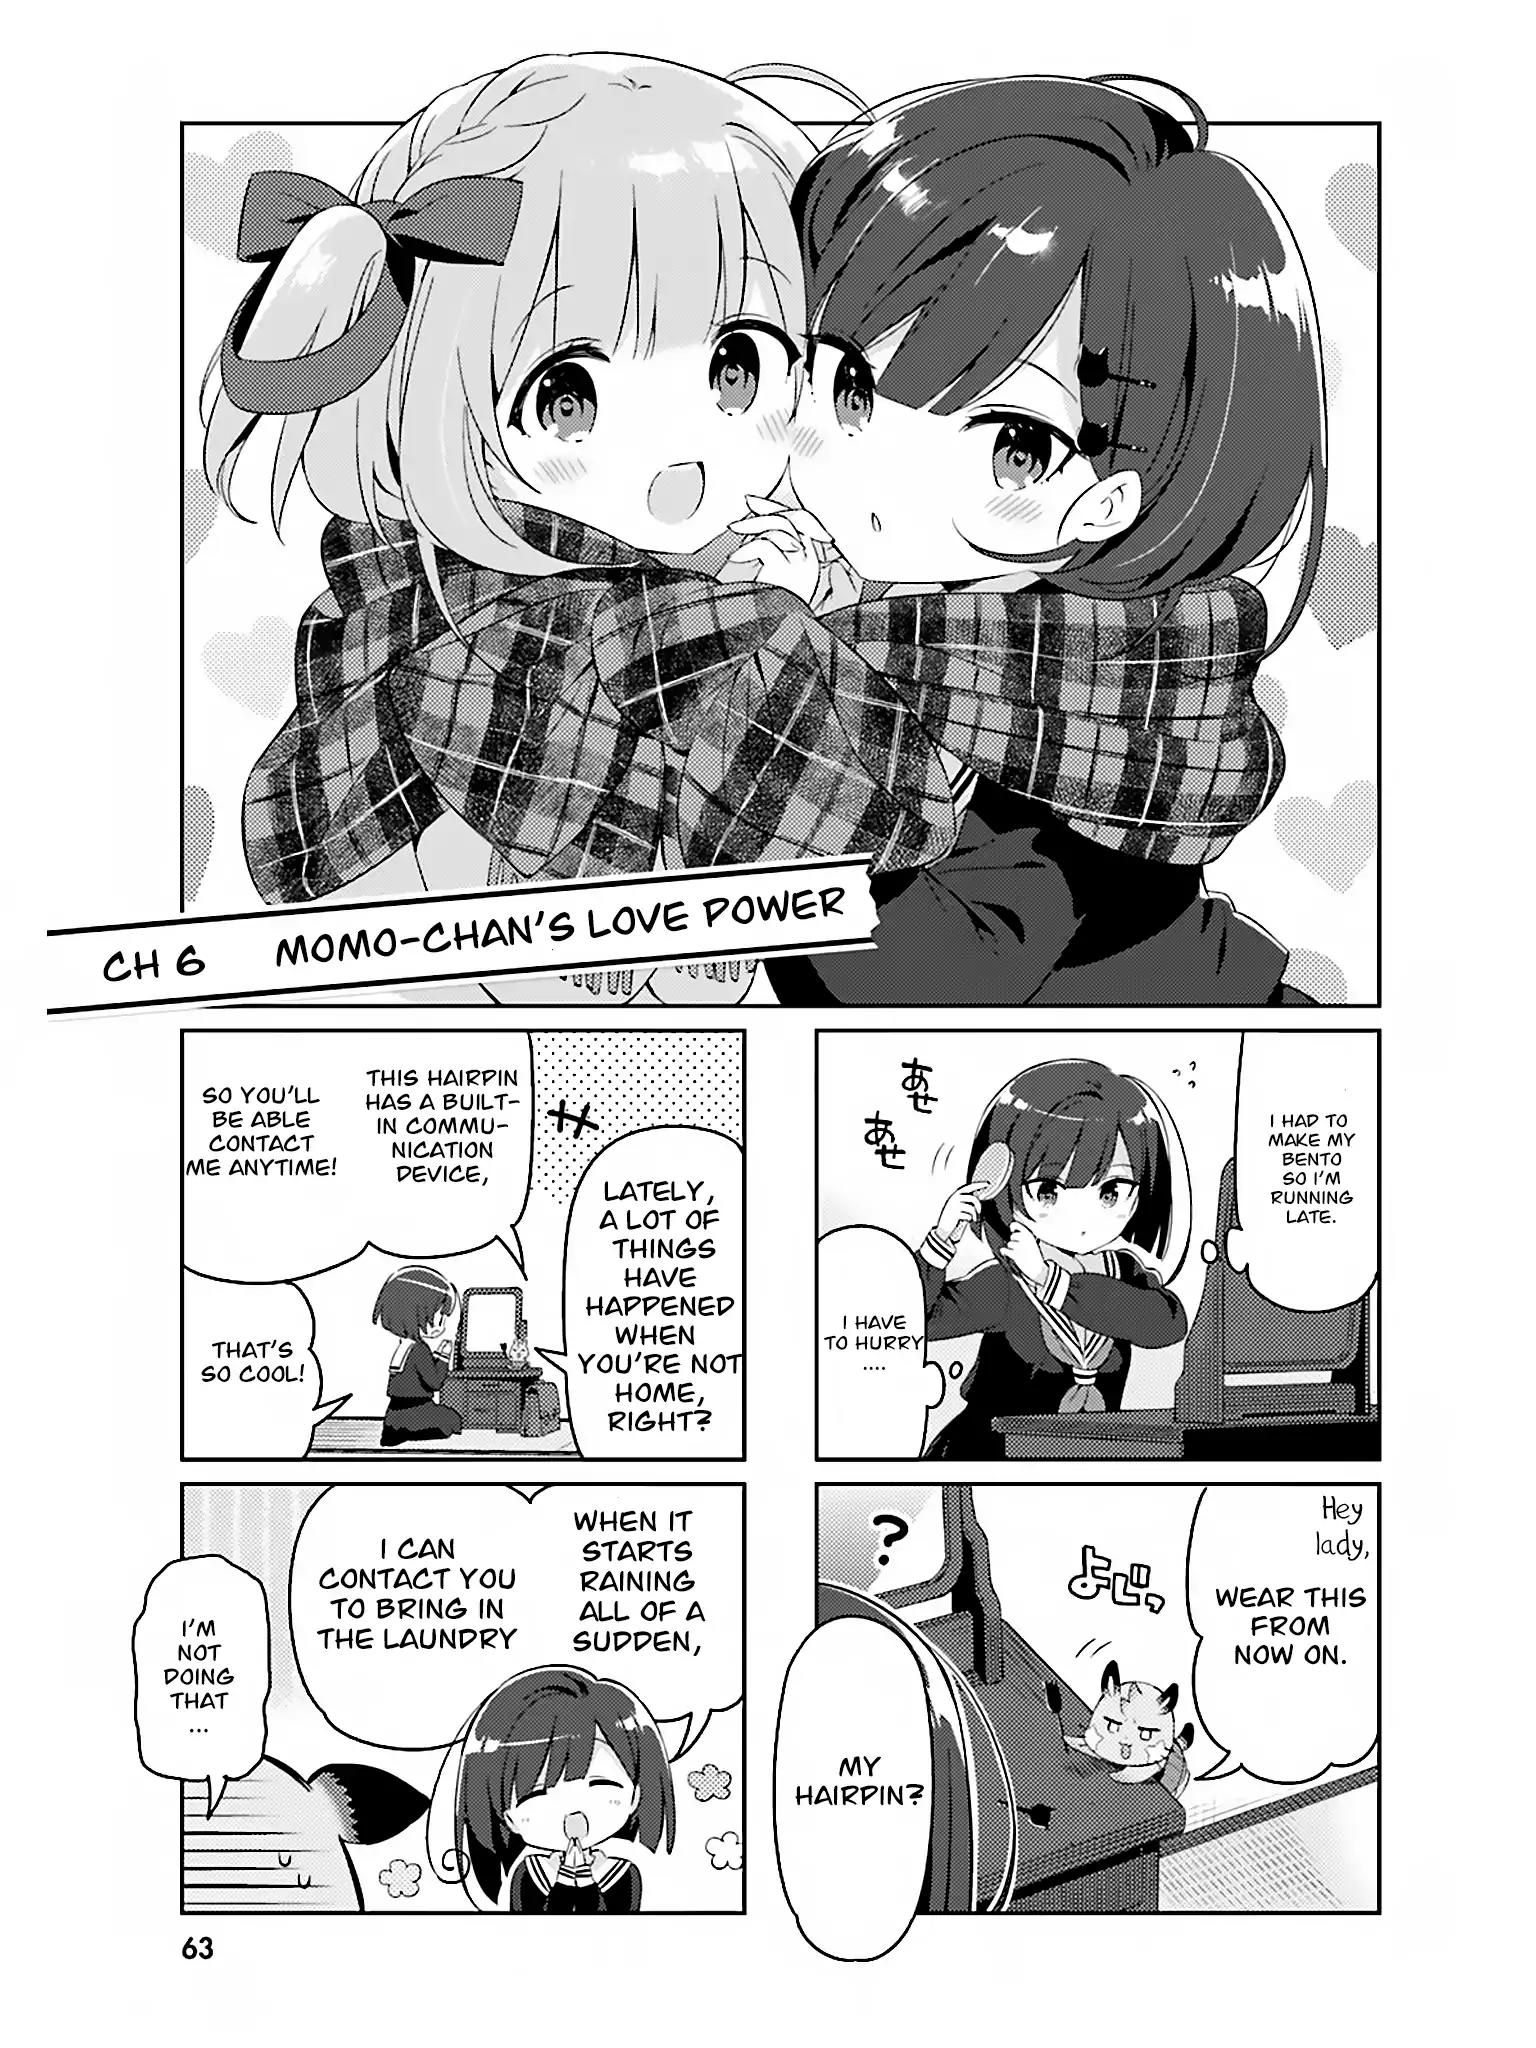 CH 6 MOMO-CHAN'S LOVE POWER
I HAD TO
MAKE MY
BENTO
SO I'M
RUNNING
LATE.
あせ
あせ
I HAVE
TO HURRY
....
Hey
lady,
WEAR THIS
FROM
NOW ON.
よじっ
?
MY
HAIRPIN?
LATELY,
A LOT OF
THINGS
HAVE
HAPPENED
WHEN
YOU'RE NOT
HOME,
RIGHT?
THIS HAIRPIN
HAS A BUILT-
IN COMMU-
NICATION
DEVICE,
SO YOU'LL
BE ABLE
CONTACT
ME ANYTIME!
THAT'S
SO COOL!
WHEN IT
STARTS
RAINING
ALL OF A
SUDDEN,
I CAN
CONTACT YOU
TO BRING IN
THE LAUNDRY
I'M
NOT
DOING
THAT
...
63